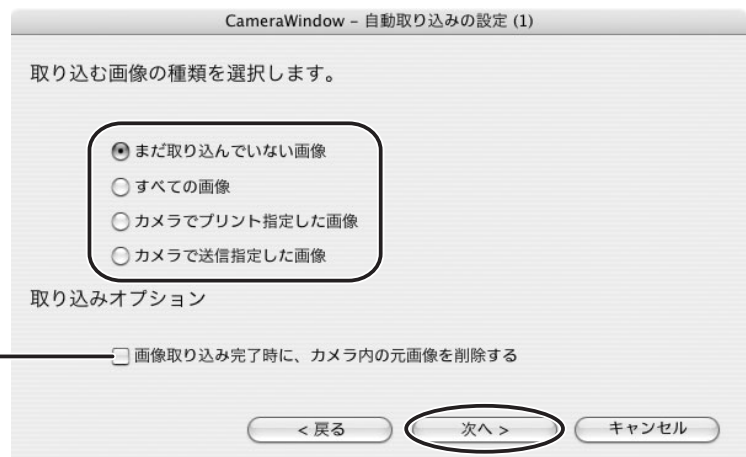 CameraWindow – 自動取り込みの設定 (1)
取り込む画像の種類を選択します。
まだ取り込んでいない画像
すべての画像
カメラでプリント指定した画像
カメラで送信指定した画像
取り込みオプション
画像取り込み完了時に、カメラ内の元画像を削除する
< 戻る 次へ > キャンセル